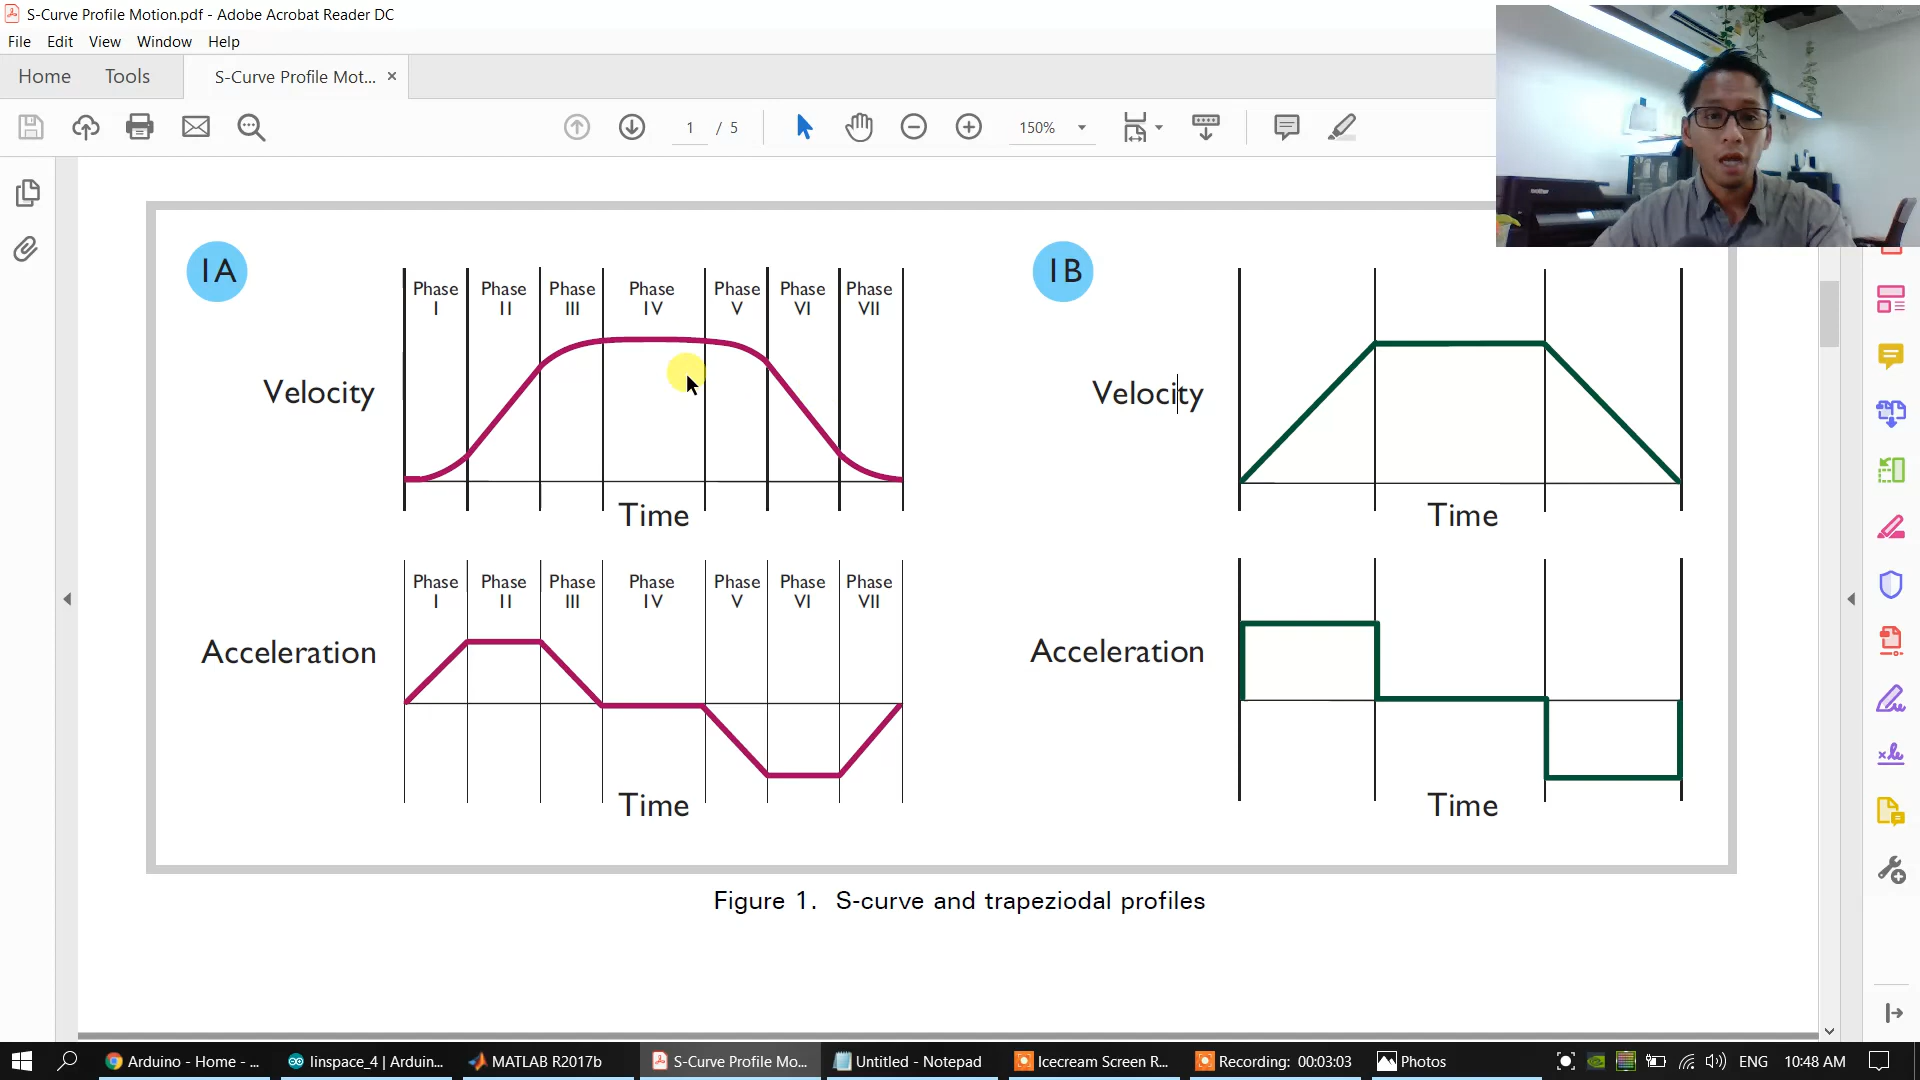 S-Curve Profile Motion.pdf - Adobe Acrobat Reader DC
File Edit View Window Help
Home Tools S-Curve Profile Mot... ×
1 / 5 150%
1A
Phase I Phase II Phase III Phase IV Phase V Phase VI Phase VII
Velocity
Time
Phase I Phase II Phase III Phase IV Phase V Phase VI Phase VII
Acceleration
Time
1B
Velocity
Time
Acceleration
Time
Figure 1. S-curve and trapeziodal profiles
Arduino - Home - ... linspace_4 | Arduin... MATLAB R2017b S-Curve Profile Mo... Untitled - Notepad Icecream Screen R... Recording: 00:03:03 Photos ENG 10:48 AM